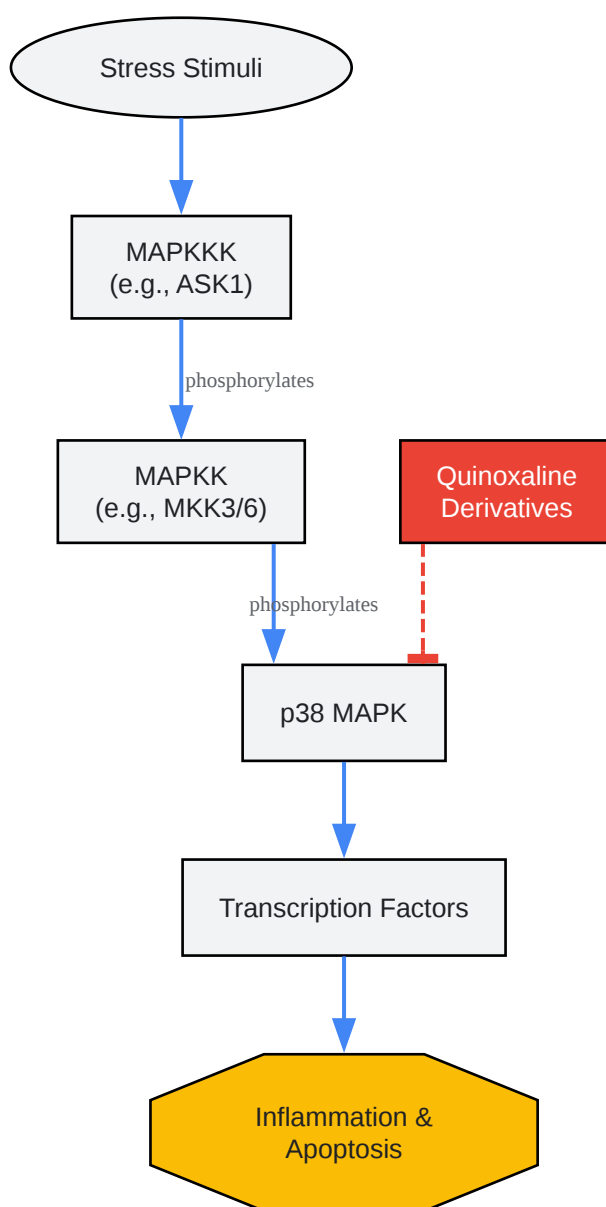 Stress Stimuli
MAPKKK
(e.g., ASK1)
phosphorylates
MAPKK
(e.g., MKK3/6)
Quinoxaline
Derivatives
phosphorylates
p38 MAPK
Transcription Factors
Inflammation &
Apoptosis